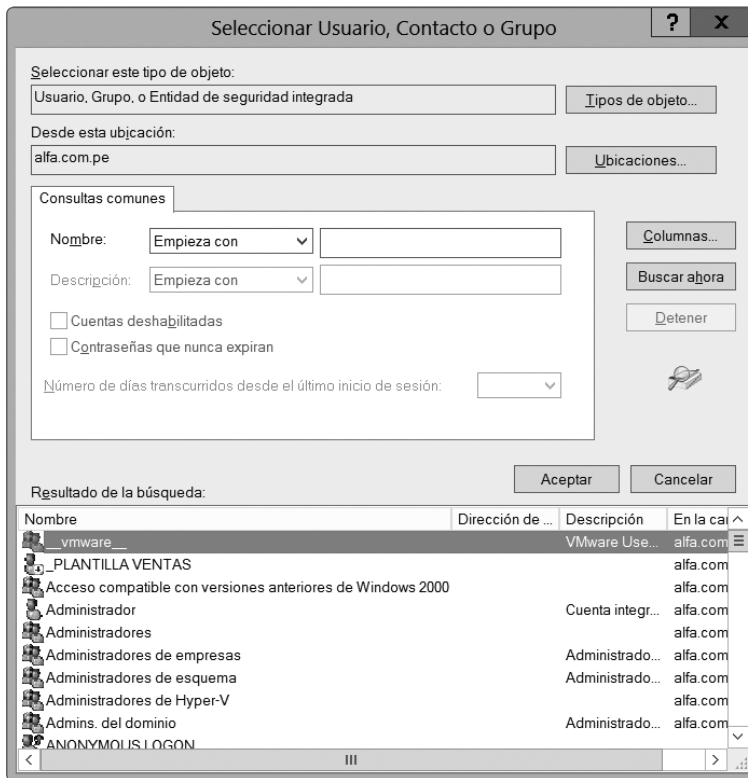 Seleccionar Usuario, Contacto o Grupo
? x
Seleccionar este tipo de objeto:
Usuario, Grupo, o Entidad de seguridad integrada
Tipos de objeto...
Desde esta ubicación:
alfa.com.pe
Ubicaciones...
Consultas comunes
Nombre: Empieza con
Columnas...
Descripción: Empieza con
Buscar ahora
Cuentas deshabilitadas
Detener
Contraseñas que nunca expiran
Número de días transcurridos desde el último inicio de sesión:
Aceptar Cancelar
Resultado de la búsqueda:
Nombre Dirección de ... Descripción En la car
__vmware__ VMware Use... alfa.com
_PLANTILLA VENTAS alfa.com
Acceso compatible con versiones anteriores de Windows 2000 alfa.com
Administrador Cuenta integr... alfa.com
Administradores alfa.com
Administradores de empresas Administrado... alfa.com
Administradores de esquema Administrado... alfa.com
Administradores de Hyper-V alfa.com
Admins. del dominio Administrado... alfa.com
ANONYMOUS LOGON